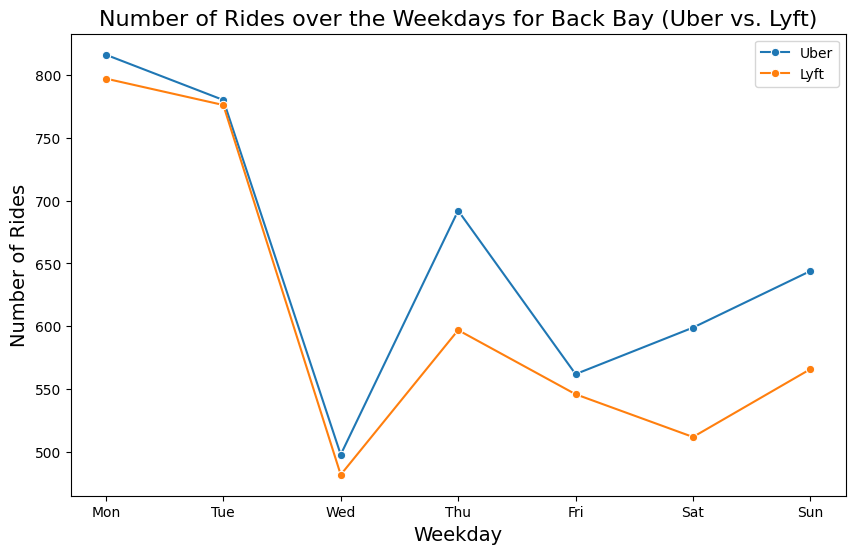 Number of Rides over the Weekdays for Back Bay (Uber vs. Lyft)
Uber
Lyft
800
750
700
650
600
550
500
Number of Rides
Mon Tue Wed Thu Fri Sat Sun
Weekday